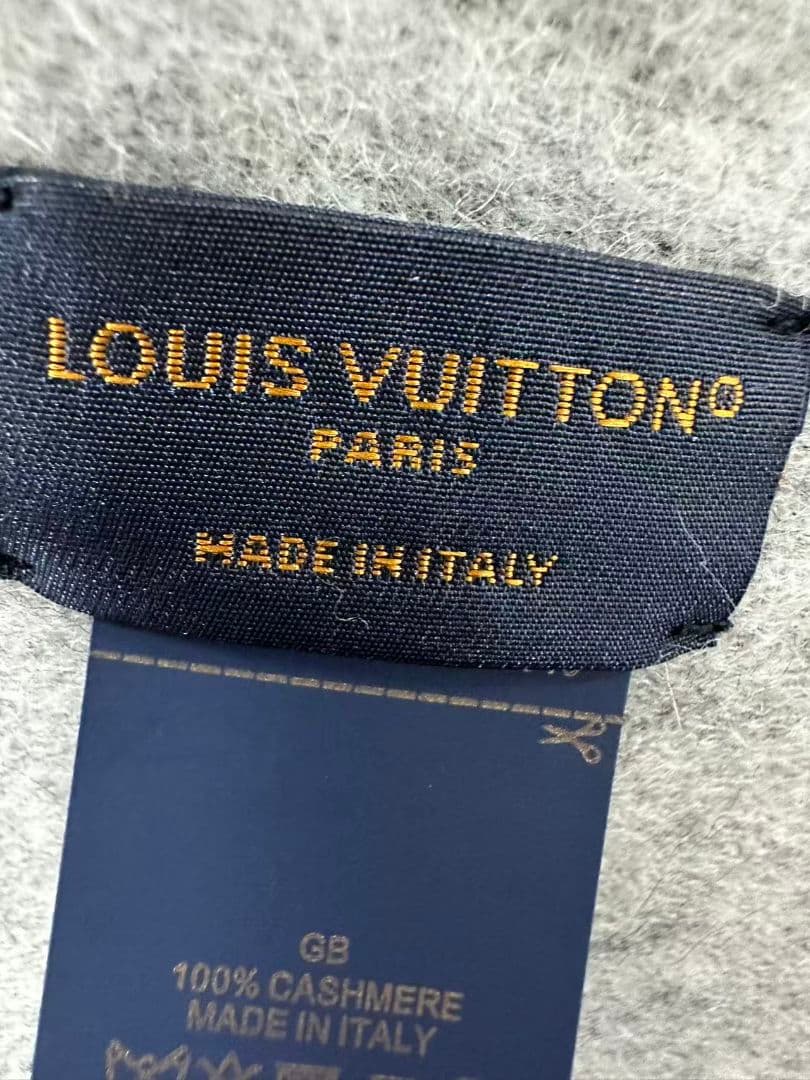 LOUIS VUITTON®
PARIS
MADE IN ITALY
GB
100% CASHMERE
MADE IN ITALY